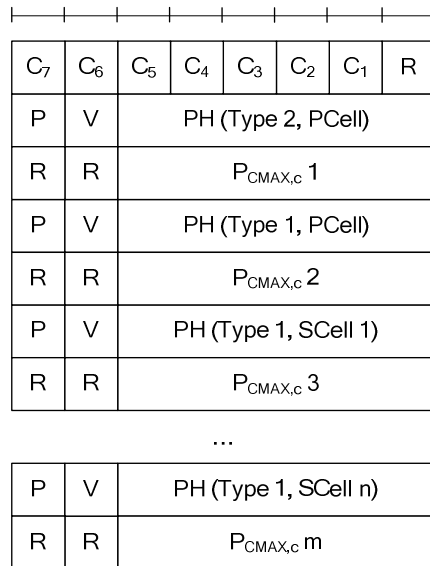 C7 C6 C5 C4 C3 C2 C1 R
P V PH (Type 2, PCell)
R R PCMAX,c 1
P V PH (Type 1, PCell)
R R PCMAX,c 2
P V PH (Type 1, SCell 1)
R R PCMAX,c 3
...
P V PH (Type 1, SCell n)
R R PCMAX,c m